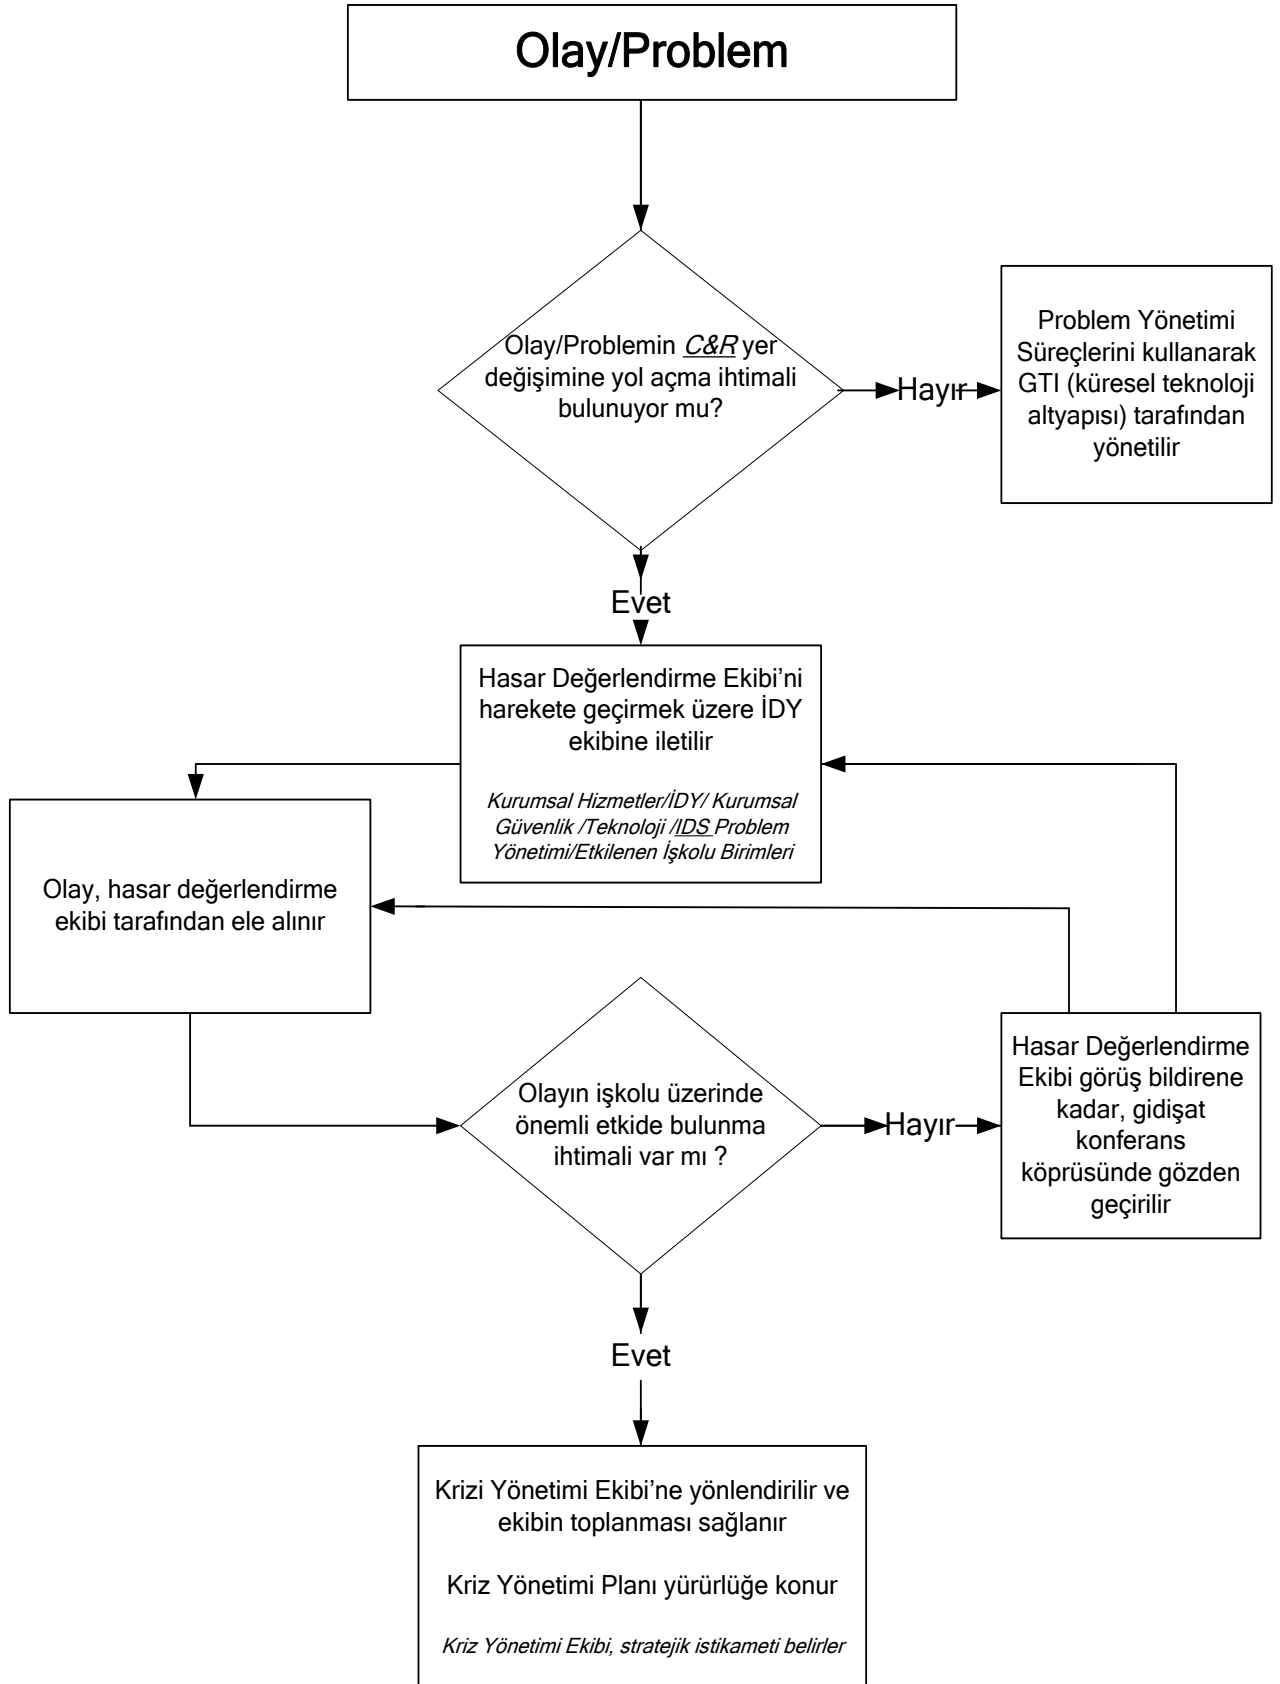 Olay/Problem
Olay/Problemin C&R yer
değişimine yol açma ihtimali
bulunuyor mu?
Hayır
Problem Yönetimi
Süreçlerini kullanarak
GTI (küresel teknoloji
altyapısı) tarafından
yönetilir
Evet
Hasar Değerlendirme Ekibi’ni
harekete geçirmek üzere İDY
ekibine iletilir
Kurumsal Hizmetler/İDY/ Kurumsal
Güvenlik /Teknoloji /IDS Problem
Yönetimi/Etkilenen İşkolu Birimleri
Olay, hasar değerlendirme
ekibi tarafından ele alınır
Olayın işkolu üzerinde
önemli etkide bulunma
ihtimali var mı ?
Hayır
Hasar Değerlendirme
Ekibi görüş bildirene
kadar, gidişat
konferans
köprüsünde gözden
geçirilir
Evet
Krizi Yönetimi Ekibi’ne yönlendirilir ve
ekibin toplanması sağlanır
Kriz Yönetimi Planı yürürlüğe konur
Kriz Yönetimi Ekibi, stratejik istikameti belirler